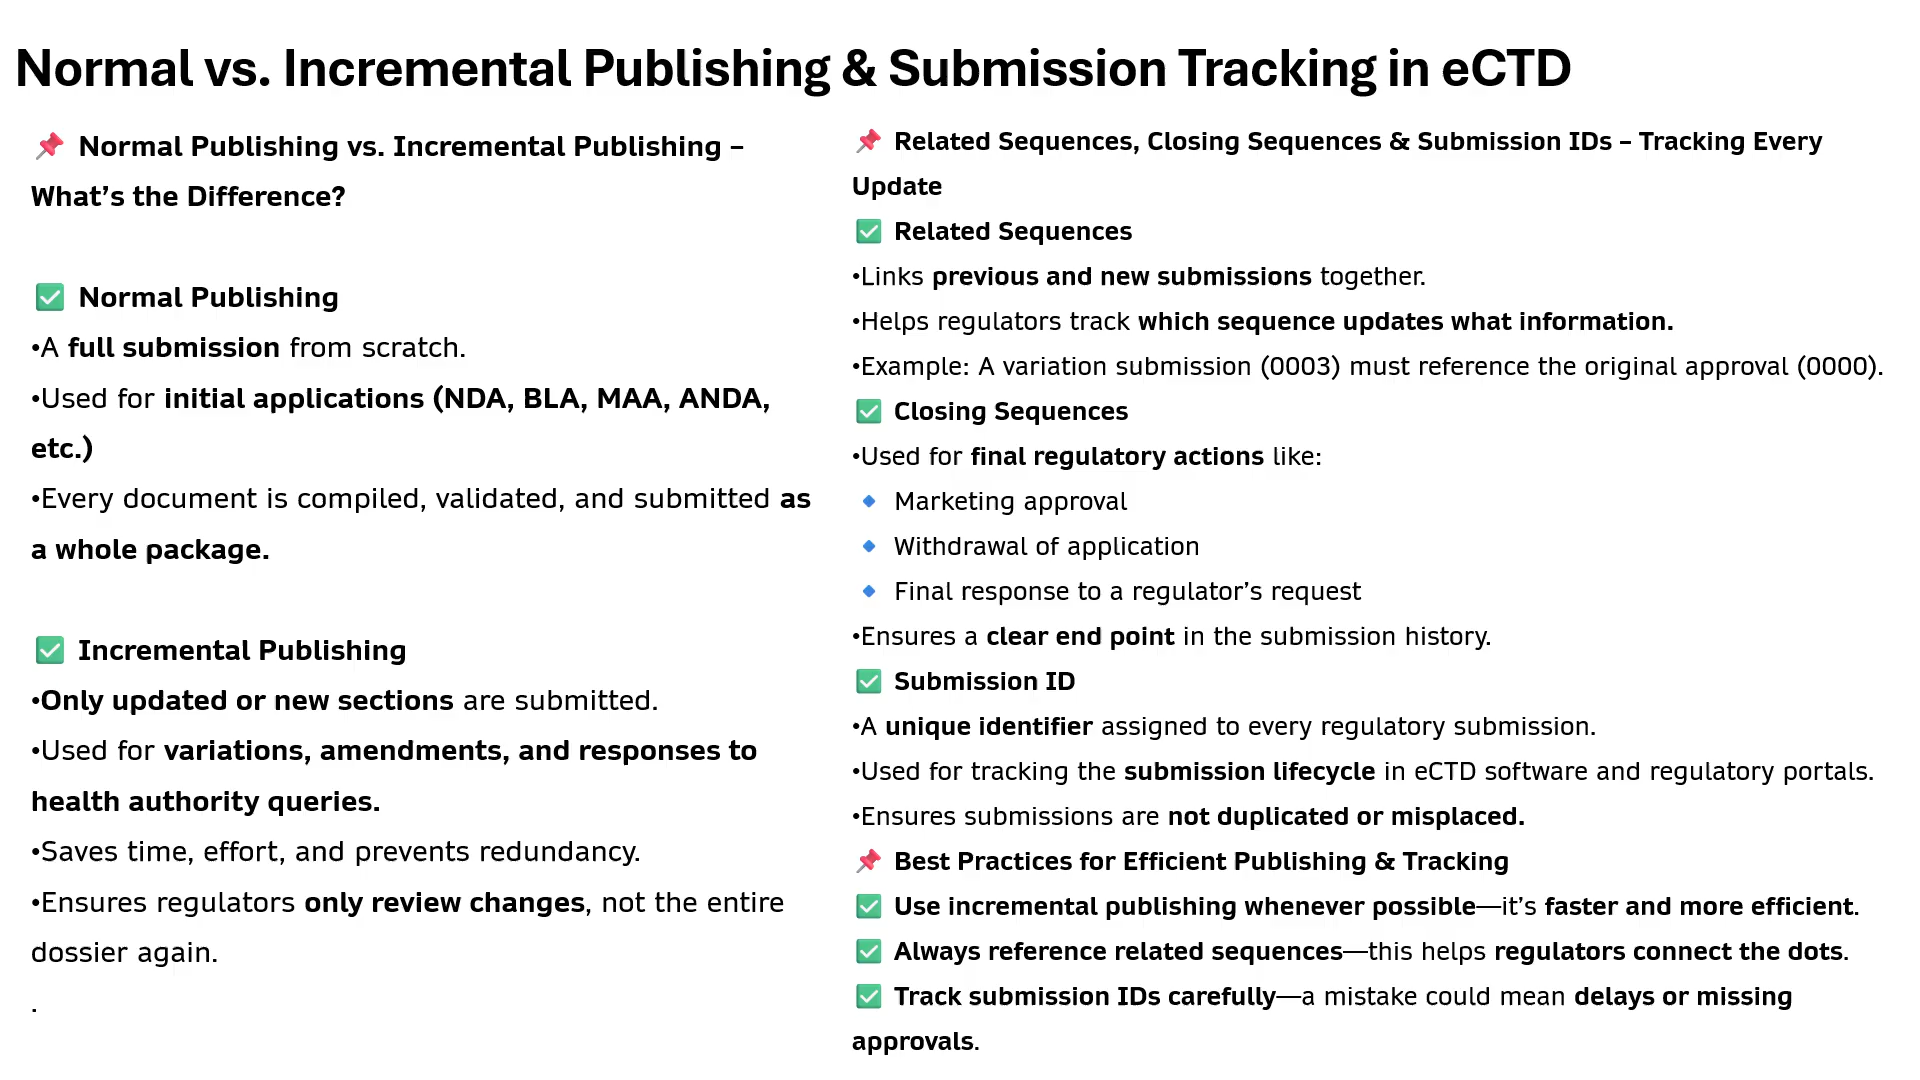 Normal vs. Incremental Publishing & Submission Tracking in eCTD
📌 Normal Publishing vs. Incremental Publishing –
What’s the Difference?
✅ Normal Publishing
•A full submission from scratch.
•Used for initial applications (NDA, BLA, MAA, ANDA,
etc.)
•Every document is compiled, validated, and submitted as
a whole package.
✅ Incremental Publishing
•Only updated or new sections are submitted.
•Used for variations, amendments, and responses to
health authority queries.
•Saves time, effort, and prevents redundancy.
•Ensures regulators only review changes, not the entire
dossier again.
.
📌 Related Sequences, Closing Sequences & Submission IDs – Tracking Every
Update
✅ Related Sequences
•Links previous and new submissions together.
•Helps regulators track which sequence updates what information.
•Example: A variation submission (0003) must reference the original approval (0000).
✅ Closing Sequences
•Used for final regulatory actions like:
🔹 Marketing approval
🔹 Withdrawal of application
🔹 Final response to a regulator’s request
•Ensures a clear end point in the submission history.
✅ Submission ID
•A unique identifier assigned to every regulatory submission.
•Used for tracking the submission lifecycle in eCTD software and regulatory portals.
•Ensures submissions are not duplicated or misplaced.
📌 Best Practices for Efficient Publishing & Tracking
✅ Use incremental publishing whenever possible—it’s faster and more efficient.
✅ Always reference related sequences—this helps regulators connect the dots.
✅ Track submission IDs carefully—a mistake could mean delays or missing
approvals.